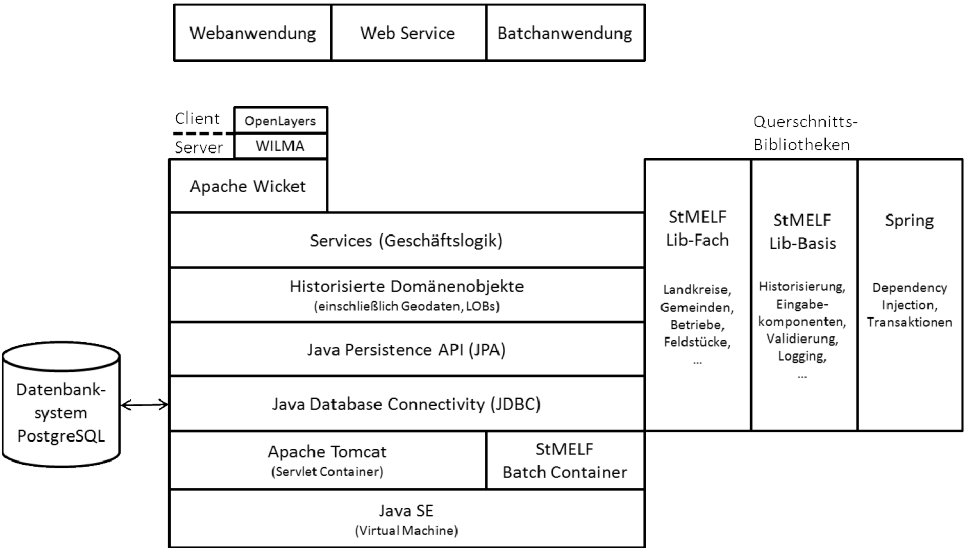 Webanwendung
Web Service
Batchanwendung
Client
OpenLayers
Server
WILMA
Apache Wicket
Querschnitts-
Bibliotheken
Services (Geschäftslogik)
Historisierte Domänenobjekte
(einschließlich Geodaten, LOBs)
Java Persistence API (JPA)
Java Database Connectivity (JDBC)
Apache Tomcat
(Servlet Container)
StMELF
Batch Container
Java SE
(Virtual Machine)
Datenbank-
system
PostgreSQL
StMELF
Lib-Fach
Landkreise,
Gemeinden,
Betriebe,
Feldstücke,
...
StMELF
Lib-Basis
Historisierung,
Eingabe-
komponenten,
Validierung,
Logging,
...
Spring
Dependency
Injection,
Transaktionen